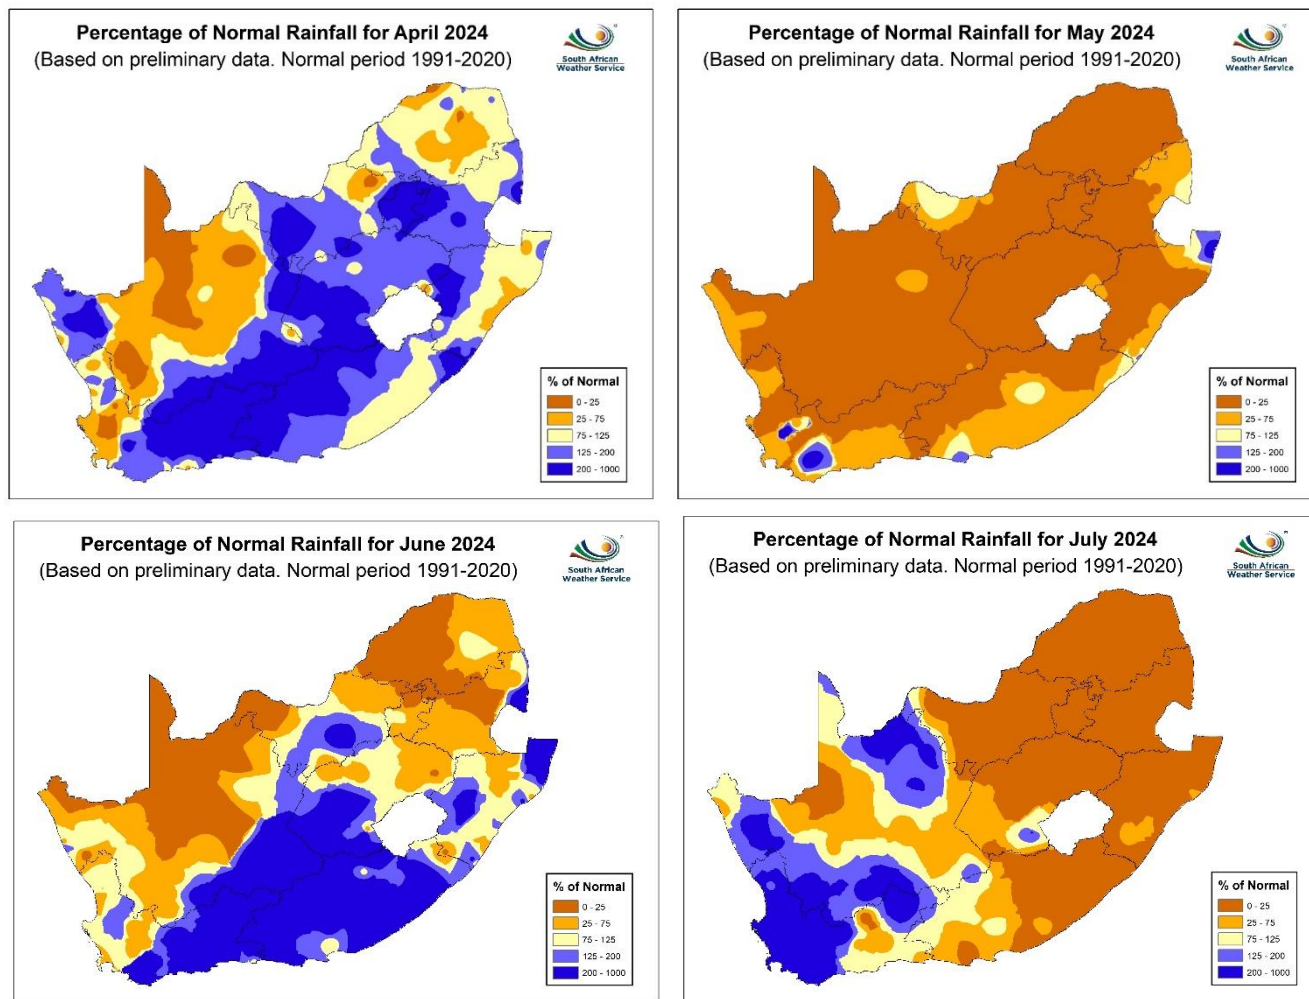 Percentage of Normal Rainfall for April 2024
(Based on preliminary data. Normal period 1991-2020)
South African
Weather Service
% of Normal
0 - 25
25 - 75
75 - 125
125 - 200
200 - 1000
Percentage of Normal Rainfall for May 2024
(Based on preliminary data. Normal period 1991-2020)
South African
Weather Service
% of Normal
0 - 25
25 - 75
75 - 125
125 - 200
200 - 1000
Percentage of Normal Rainfall for June 2024
(Based on preliminary data. Normal period 1991-2020)
South African
Weather Service
% of Normal
0 - 25
25 - 75
75 - 125
125 - 200
200 - 1000
Percentage of Normal Rainfall for July 2024
(Based on preliminary data. Normal period 1991-2020)
South African
Weather Service
% of Normal
0 - 25
25 - 75
75 - 125
125 - 200
200 - 1000